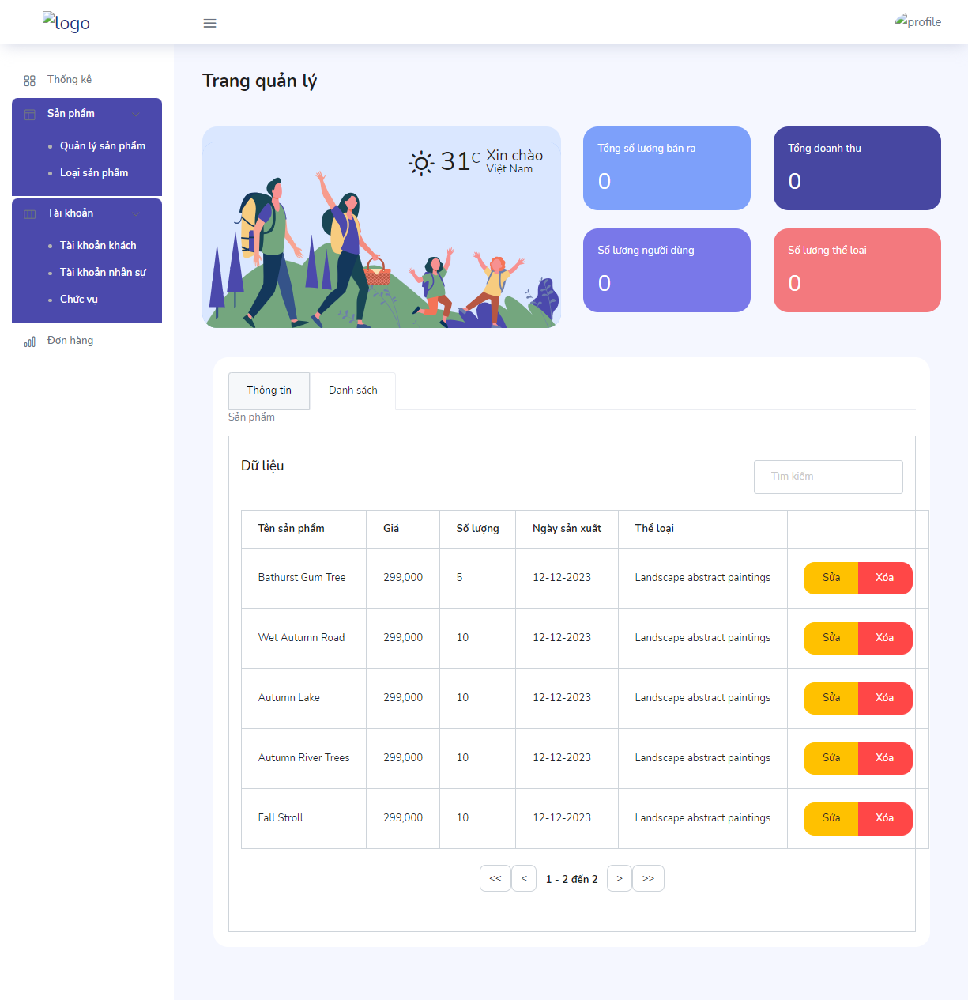 logo
profile
Thống kê
Sản phẩm
Quản lý sản phẩm
Loại sản phẩm
Tài khoản
Tài khoản khách
Tài khoản nhân sự
Chức vụ
Đơn hàng
Trang quản lý
31C
Xin chào
Việt Nam
Tổng số lượng bán ra
0
Tổng doanh thu
0
Số lượng người dùng
0
Số lượng thể loại
0
Thông tin
Danh sách
Sản phẩm
Dữ liệu
Tìm kiếm
Tên sản phẩm Giá Số lượng Ngày sản xuất Thể loại
Bathurst Gum Tree 299,000 5 12-12-2023 Landscape abstract paintings Sửa Xóa
Wet Autumn Road 299,000 10 12-12-2023 Landscape abstract paintings Sửa Xóa
Autumn Lake 299,000 10 12-12-2023 Landscape abstract paintings Sửa Xóa
Autumn River Trees 299,000 10 12-12-2023 Landscape abstract paintings Sửa Xóa
Fall Stroll 299,000 10 12-12-2023 Landscape abstract paintings Sửa Xóa
<< < 1 - 2 đến 2 > >>